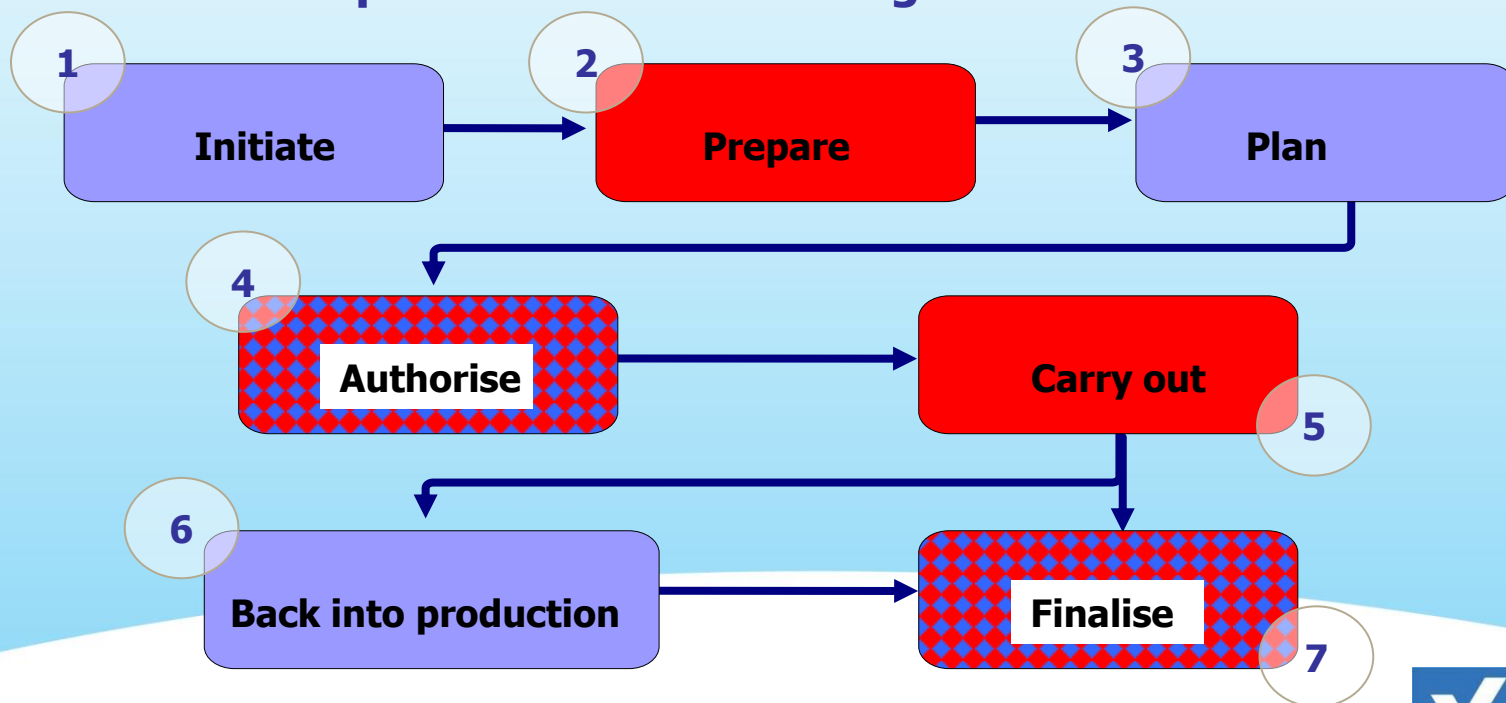 1
Initiate
2
Prepare
3
Plan
4
Authorise
Carry out
5
6
Back into production
Finalise
7